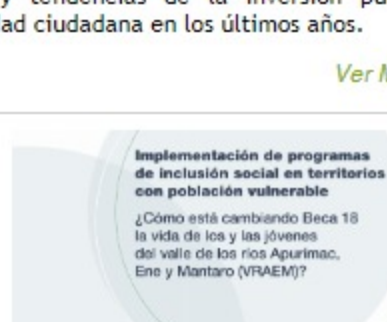 y tendencias de la inversión
ad ciudadana en los últimos años.
Ver
Implementación de programas
de inclusión social en territorios
con población vulnerable
¿Cómo está cambiando Beca 18
la vida de los y las jóvenes
del valle de los ríos Apurímac,
Ene y Mantaro (VRAEM)?